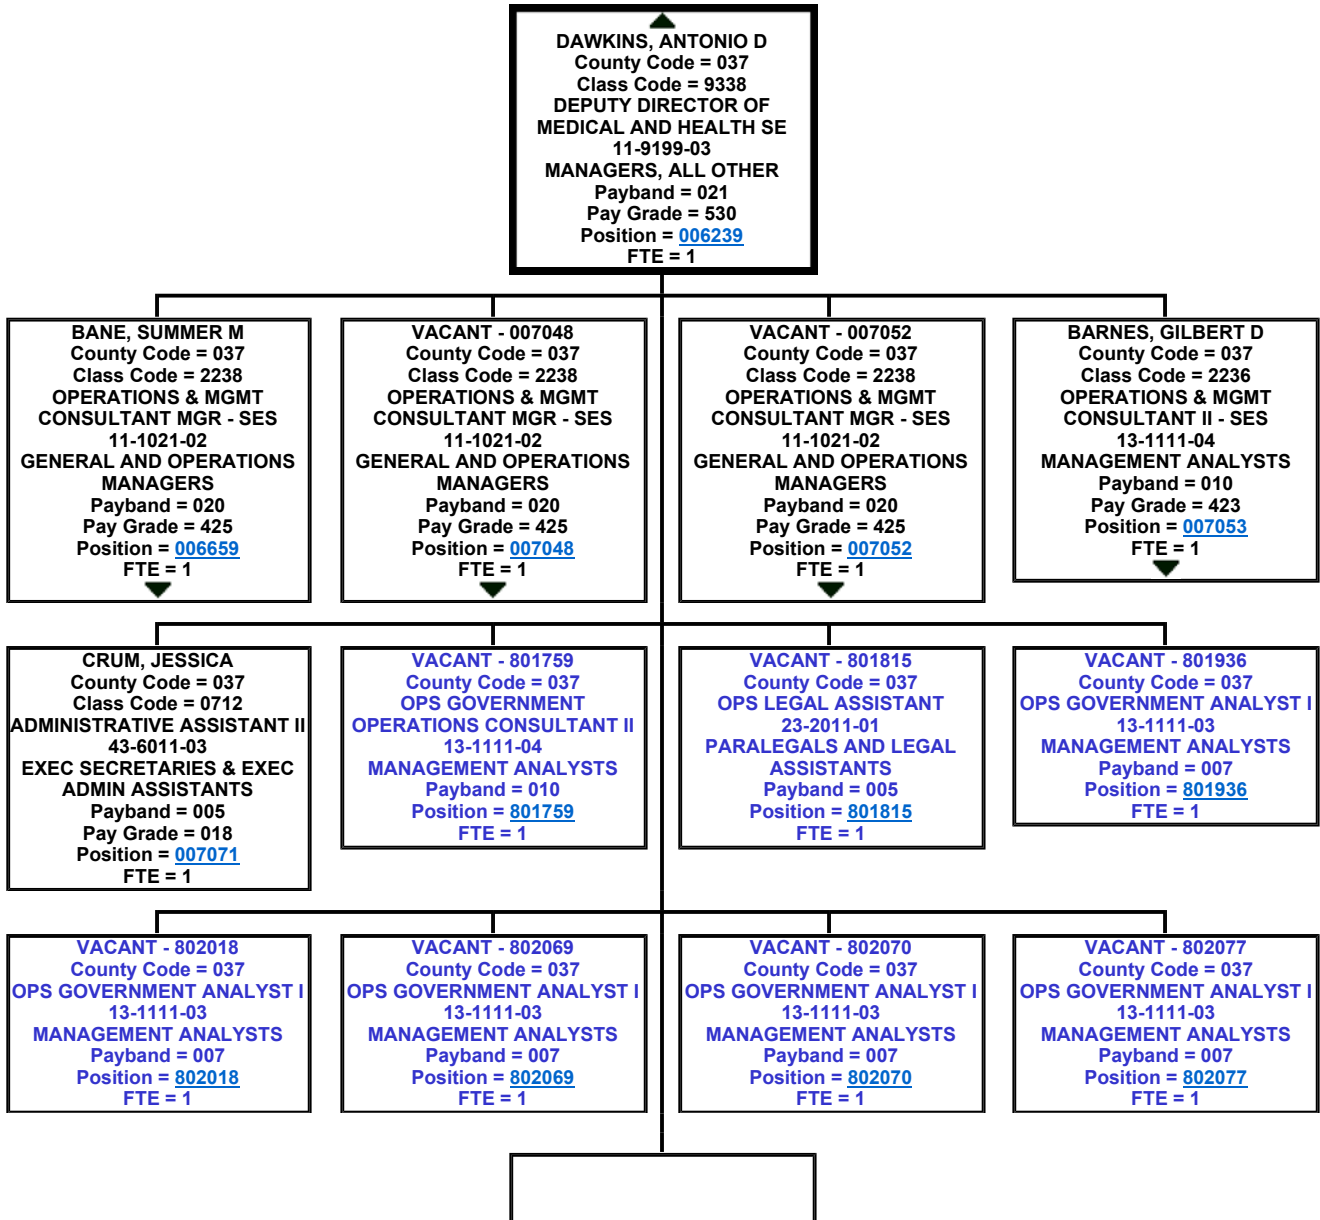 DAWKINS, ANTONIO D
County Code = 037
Class Code = 9338
DEPUTY DIRECTOR OF
MEDICAL AND HEALTH SE
11-9199-03
MANAGERS, ALL OTHER
Payband = 021
Pay Grade = 530
Position = 006239
FTE = 1
BANE, SUMMER M
County Code = 037
Class Code = 2238
OPERATIONS & MGMT
CONSULTANT MGR - SES
11-1021-02
GENERAL AND OPERATIONS
MANAGERS
Payband = 020
Pay Grade = 425
Position = 006659
FTE = 1
VACANT - 007048
County Code = 037
Class Code = 2238
OPERATIONS & MGMT
CONSULTANT MGR - SES
11-1021-02
GENERAL AND OPERATIONS
MANAGERS
Payband = 020
Pay Grade = 425
Position = 007048
FTE = 1
VACANT - 007052
County Code = 037
Class Code = 2238
OPERATIONS & MGMT
CONSULTANT MGR - SES
11-1021-02
GENERAL AND OPERATIONS
MANAGERS
Payband = 020
Pay Grade = 425
Position = 007052
FTE = 1
BARNES, GILBERT D
County Code = 037
Class Code = 2236
OPERATIONS & MGMT
CONSULTANT II - SES
13-1111-04
MANAGEMENT ANALYSTS
Payband = 010
Pay Grade = 423
Position = 007053
FTE = 1
CRUM, JESSICA
County Code = 037
Class Code = 0712
ADMINISTRATIVE ASSISTANT II
43-6011-03
EXEC SECRETARIES & EXEC
ADMIN ASSISTANTS
Payband = 005
Pay Grade = 018
Position = 007071
FTE = 1
VACANT - 801759
County Code = 037
OPS GOVERNMENT
OPERATIONS CONSULTANT II
13-1111-04
MANAGEMENT ANALYSTS
Payband = 010
Position = 801759
FTE = 1
VACANT - 801815
County Code = 037
OPS LEGAL ASSISTANT
23-2011-01
PARALEGALS AND LEGAL
ASSISTANTS
Payband = 005
Position = 801815
FTE = 1
VACANT - 801936
County Code = 037
OPS GOVERNMENT ANALYST I
13-1111-03
MANAGEMENT ANALYSTS
Payband = 007
Position = 801936
FTE = 1
VACANT - 802018
County Code = 037
OPS GOVERNMENT ANALYST I
13-1111-03
MANAGEMENT ANALYSTS
Payband = 007
Position = 802018
FTE = 1
VACANT - 802069
County Code = 037
OPS GOVERNMENT ANALYST I
13-1111-03
MANAGEMENT ANALYSTS
Payband = 007
Position = 802069
FTE = 1
VACANT - 802070
County Code = 037
OPS GOVERNMENT ANALYST I
13-1111-03
MANAGEMENT ANALYSTS
Payband = 007
Position = 802070
FTE = 1
VACANT - 802077
County Code = 037
OPS GOVERNMENT ANALYST I
13-1111-03
MANAGEMENT ANALYSTS
Payband = 007
Position = 802077
FTE = 1